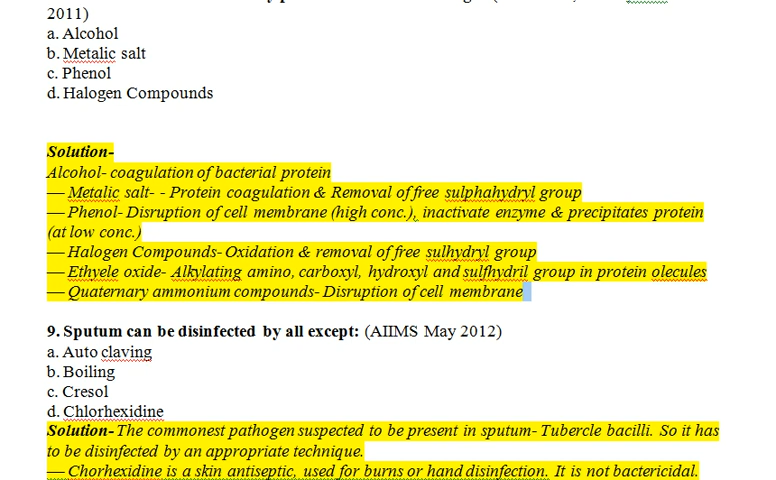 2011)
a. Alcohol
b. Metalic salt
c. Phenol
d. Halogen Compounds
Solution-
Alcohol- coagulation of bacterial protein
— Metalic salt- - Protein coagulation & Removal of free sulphahydryl group
— Phenol- Disruption of cell membrane (high conc.), inactivate enzyme & precipitates protein
(at low conc.)
— Halogen Compounds- Oxidation & removal of free sulhydryl group
— Ethyele oxide- Alkylating amino, carboxyl, hydroxyl and sulfhydril group in protein olecules
— Quaternary ammonium compounds- Disruption of cell membrane
9. Sputum can be disinfected by all except: (AIIMS May 2012)
a. Auto claving
b. Boiling
c. Cresol
d. Chlorhexidine
Solution- The commonest pathogen suspected to be present in sputum- Tubercle bacilli. So it has
to be disinfected by an appropriate technique.
— Chorhexidine is a skin antiseptic, used for burns or hand disinfection. It is not bactericidal.